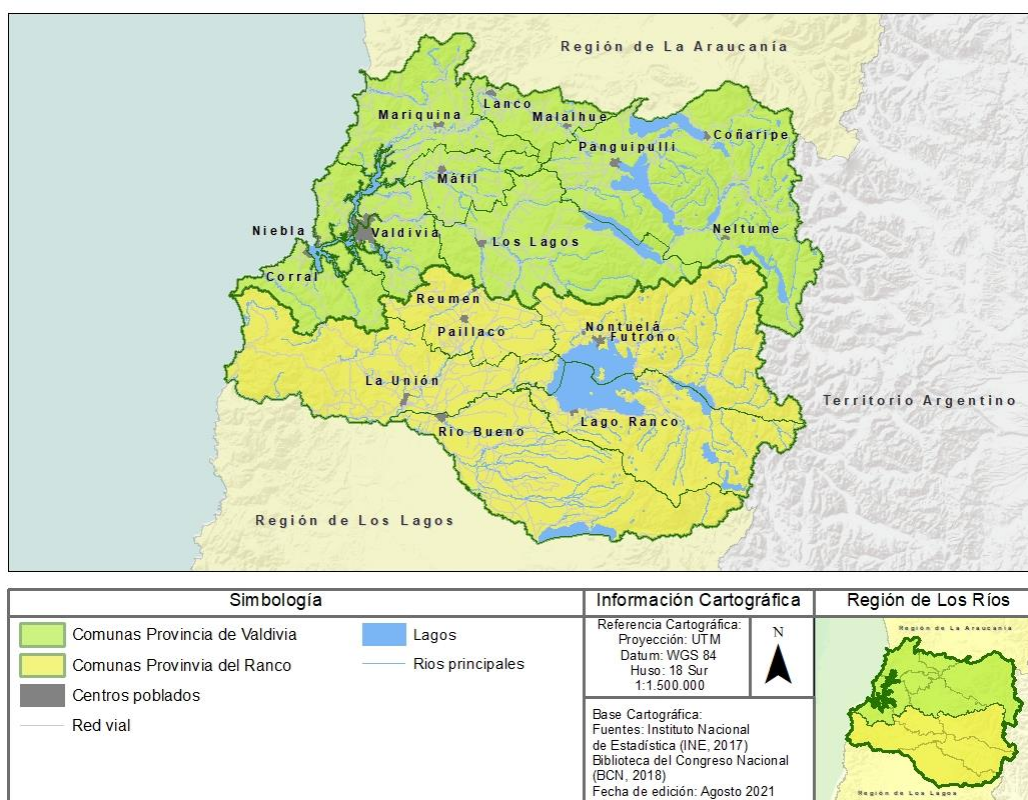 Región de La Araucanía
Lanco
Mariquina
Malalhue
Coñaripe
Panguipulli
Máfil
Niebla
Valdivia
Neltume
Los Lagos
Corral
Reumen
Nontuelá
Paillaco
Futrono
La Unión
Territorio Argentino
Lago Ranco
Río Bueno
Región de Los Lagos
Simbología
Comunas Provincia de Valdivia
Comunas Provinvia del Ranco
Centros poblados
Red vial
Lagos
Rios principales
Información Cartográfica
Referencia Cartográfica:
Proyección: UTM
Datum: WGS 84
Huso: 18 Sur
1:1.500.000
N
Base Cartográfica:
Fuentes: Instituto Nacional
de Estadística (INE, 2017)
Biblioteca del Congreso Nacional
(BCN, 2018)
Fecha de edición: Agosto 2021
Región de Los Ríos
Región de La Araucanía
Región de Los Lagos